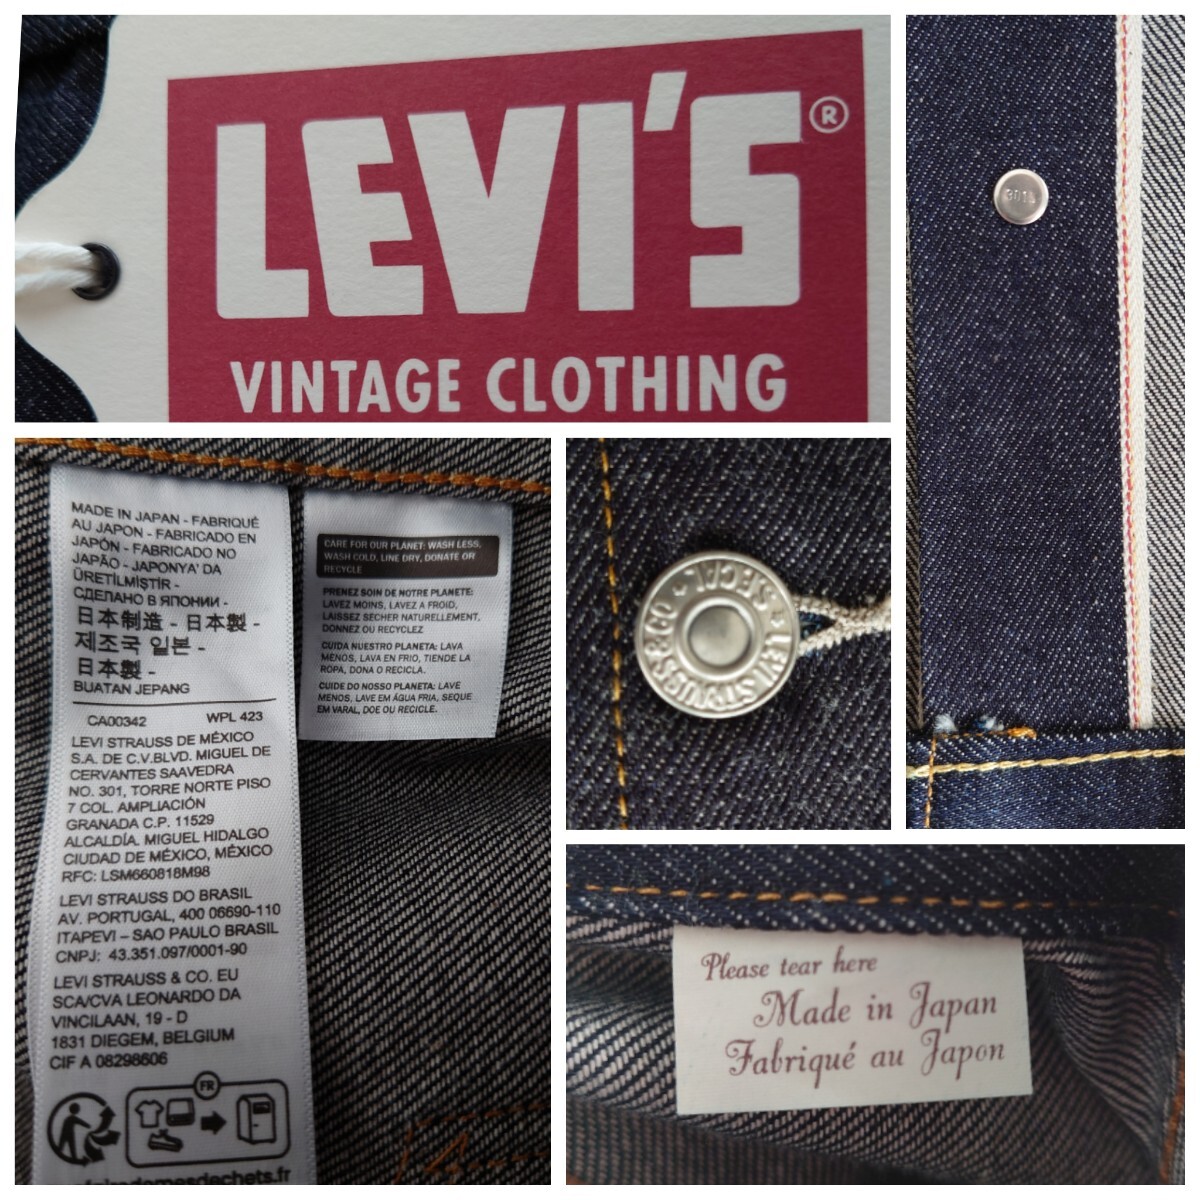 LEVI'S®
VINTAGE CLOTHING
MADE IN JAPAN - FABRIQUÉ
AU JAPON - FABRICADO EN
JAPÓN - FABRICADO NO
JAPÃO - JAPONYA' DA
ÜRETİLMİŞTİR -
СДЕЛАНО В ЯПОНИИ -
日本制造 - 日本製 -
제조국 일본 -
日本製 -
BUATAN JEPANG
CA00342 WPL 423
LEVI STRAUSS DE MÉXICO
S.A. DE C.V.BLVD. MIGUEL DE
CERVANTES SAAVEDRA
NO. 301, TORRE NORTE PISO
7 COL. AMPLIACIÓN
GRANADA C.P. 11529
ALCALDÍA. MIGUEL HIDALGO
CIUDAD DE MÉXICO, MÉXICO
RFC: LSM660818M98
LEVI STRAUSS DO BRASIL
AV. PORTUGAL, 400 06690-110
ITAPEVI – SAO PAULO BRASIL
CNPJ: 43.351.097/0001-90
LEVI STRAUSS & CO. EU
SCA/CVA LEONARDO DA
VINCILAAN, 19 - D
1831 DIEGEM, BELGIUM
CIF A 08298606
FR
CARE FOR OUR PLANET: WASH LESS,
WASH COLD, LINE DRY, DONATE OR
RECYCLE
PRENEZ SOIN DE NOTRE PLANETE:
LAVEZ MOINS, LAVEZ A FROID,
LAISSEZ SECHER NATURELLEMENT,
DONNEZ OU RECYCLEZ
CUIDA NUESTRO PLANETA: LAVA
MENOS, LAVA EN FRIO, TIENDE LA
ROPA, DONA O RECICLA.
CUIDE DO NOSSO PLANETA: LAVE
MENOS, LAVE EM ÁGUA FRIA, SEQUE
EM VARAL, DOE OU RECICLE.
LEVI STRAUSS & CO S.F.CAL
Please tear here
Made in Japan
Fabriqué au Japon